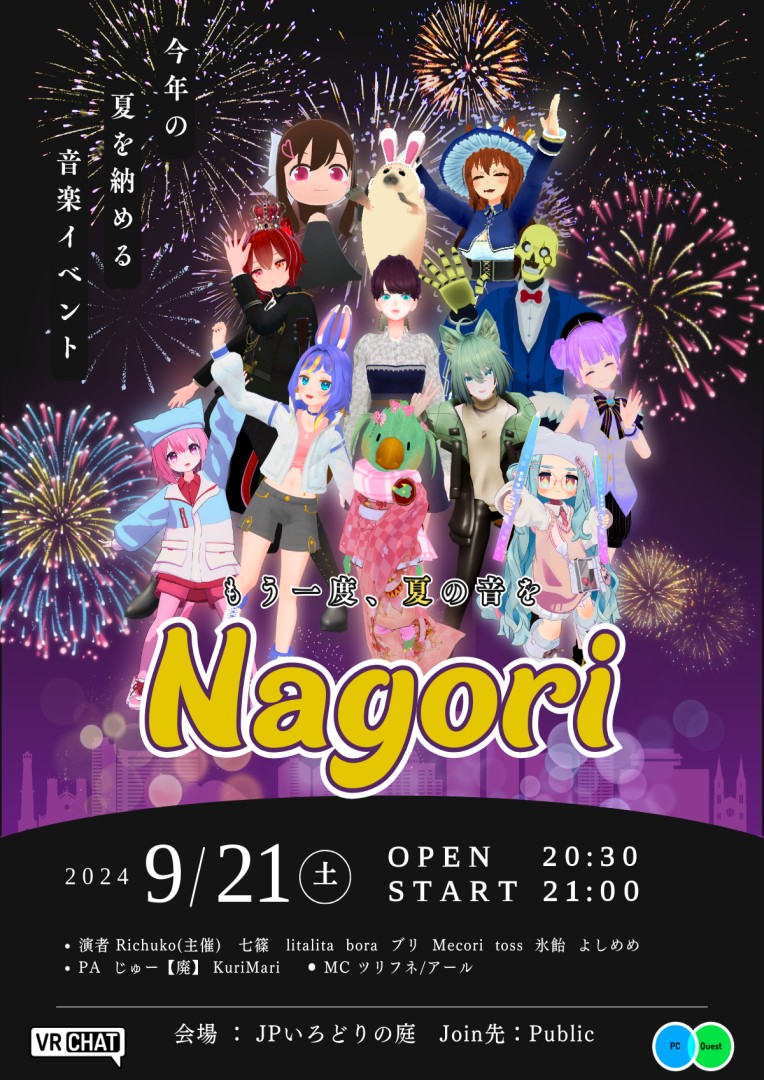 今年の
夏を納める
音楽イベント
もう一度、夏の音を
Nagori
2024 9/21 土
OPEN 20:30
START 21:00
• 演者 Richuko(主催) 七篠 litalita bora ブリ Mecori toss 氷飴 よしめめ
• PA じゅー【廃】 KuriMari • MC ツリフネ/アール
会場 : JPいろどりの庭 Join先:Public
VR CHAT
PC Quest